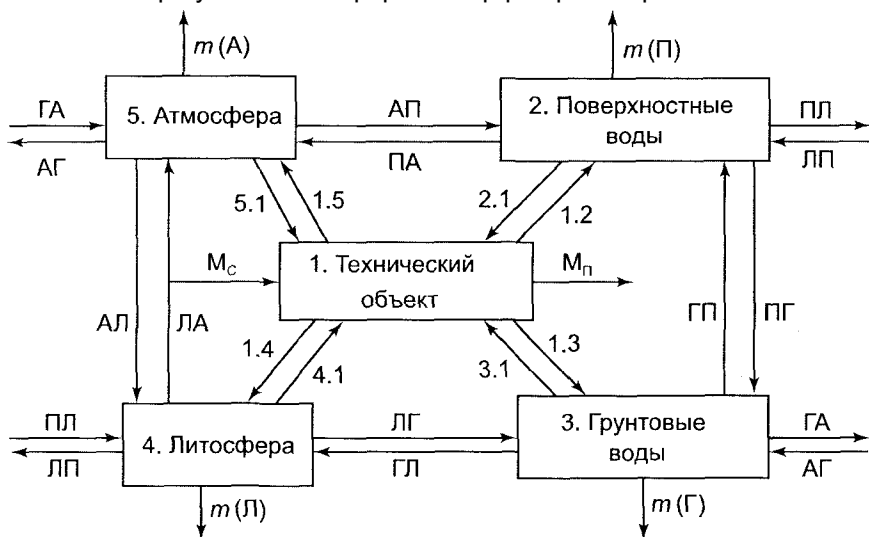 m (А)
m (П)
ГА
5. Атмосфера
АП
2. Поверхностные
воды
ПЛ
АГ
ПА
ЛП
5.1
1.5
2.1
1.2
Mс
1. Технический
объект
Mп
АЛ
ЛА
ГП
ПГ
1.4
4.1
3.1
1.3
ПЛ
4. Литосфера
ЛГ
3. Грунтовые
воды
ГА
ЛП
ГЛ
АГ
m (Л)
m (Г)